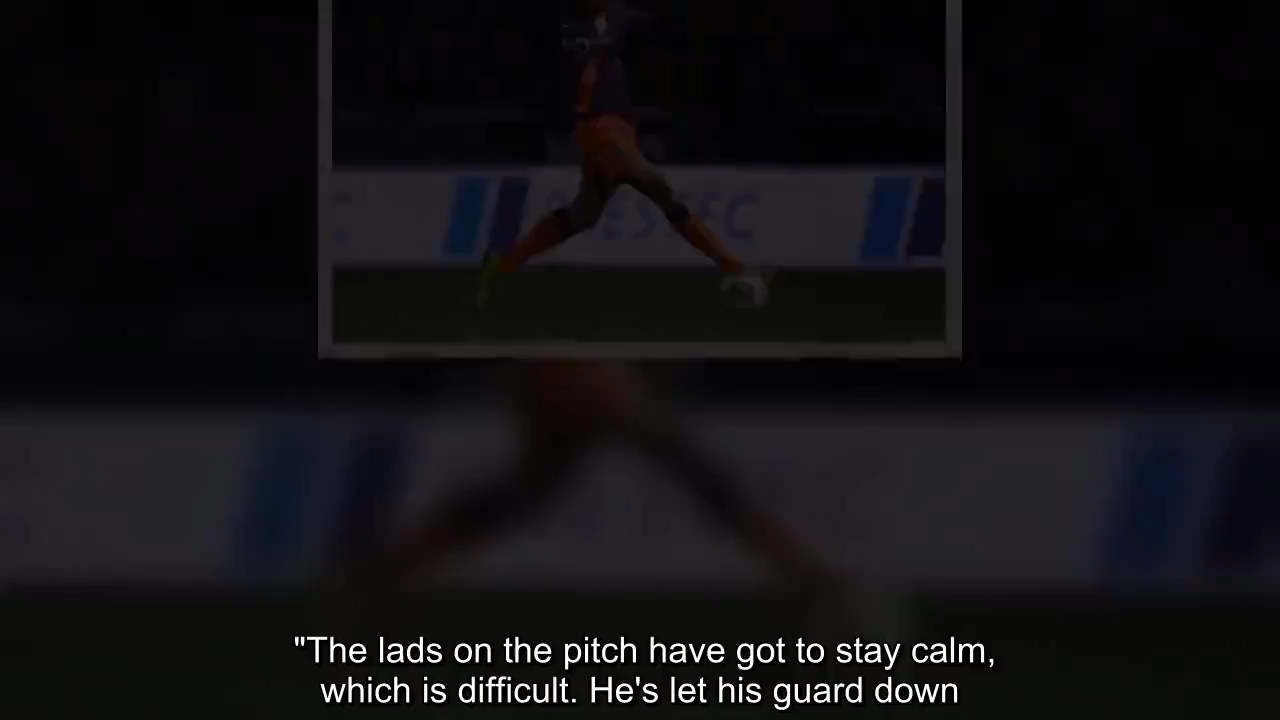 "The lads on the pitch have got to stay calm,
which is difficult. He's let his guard down